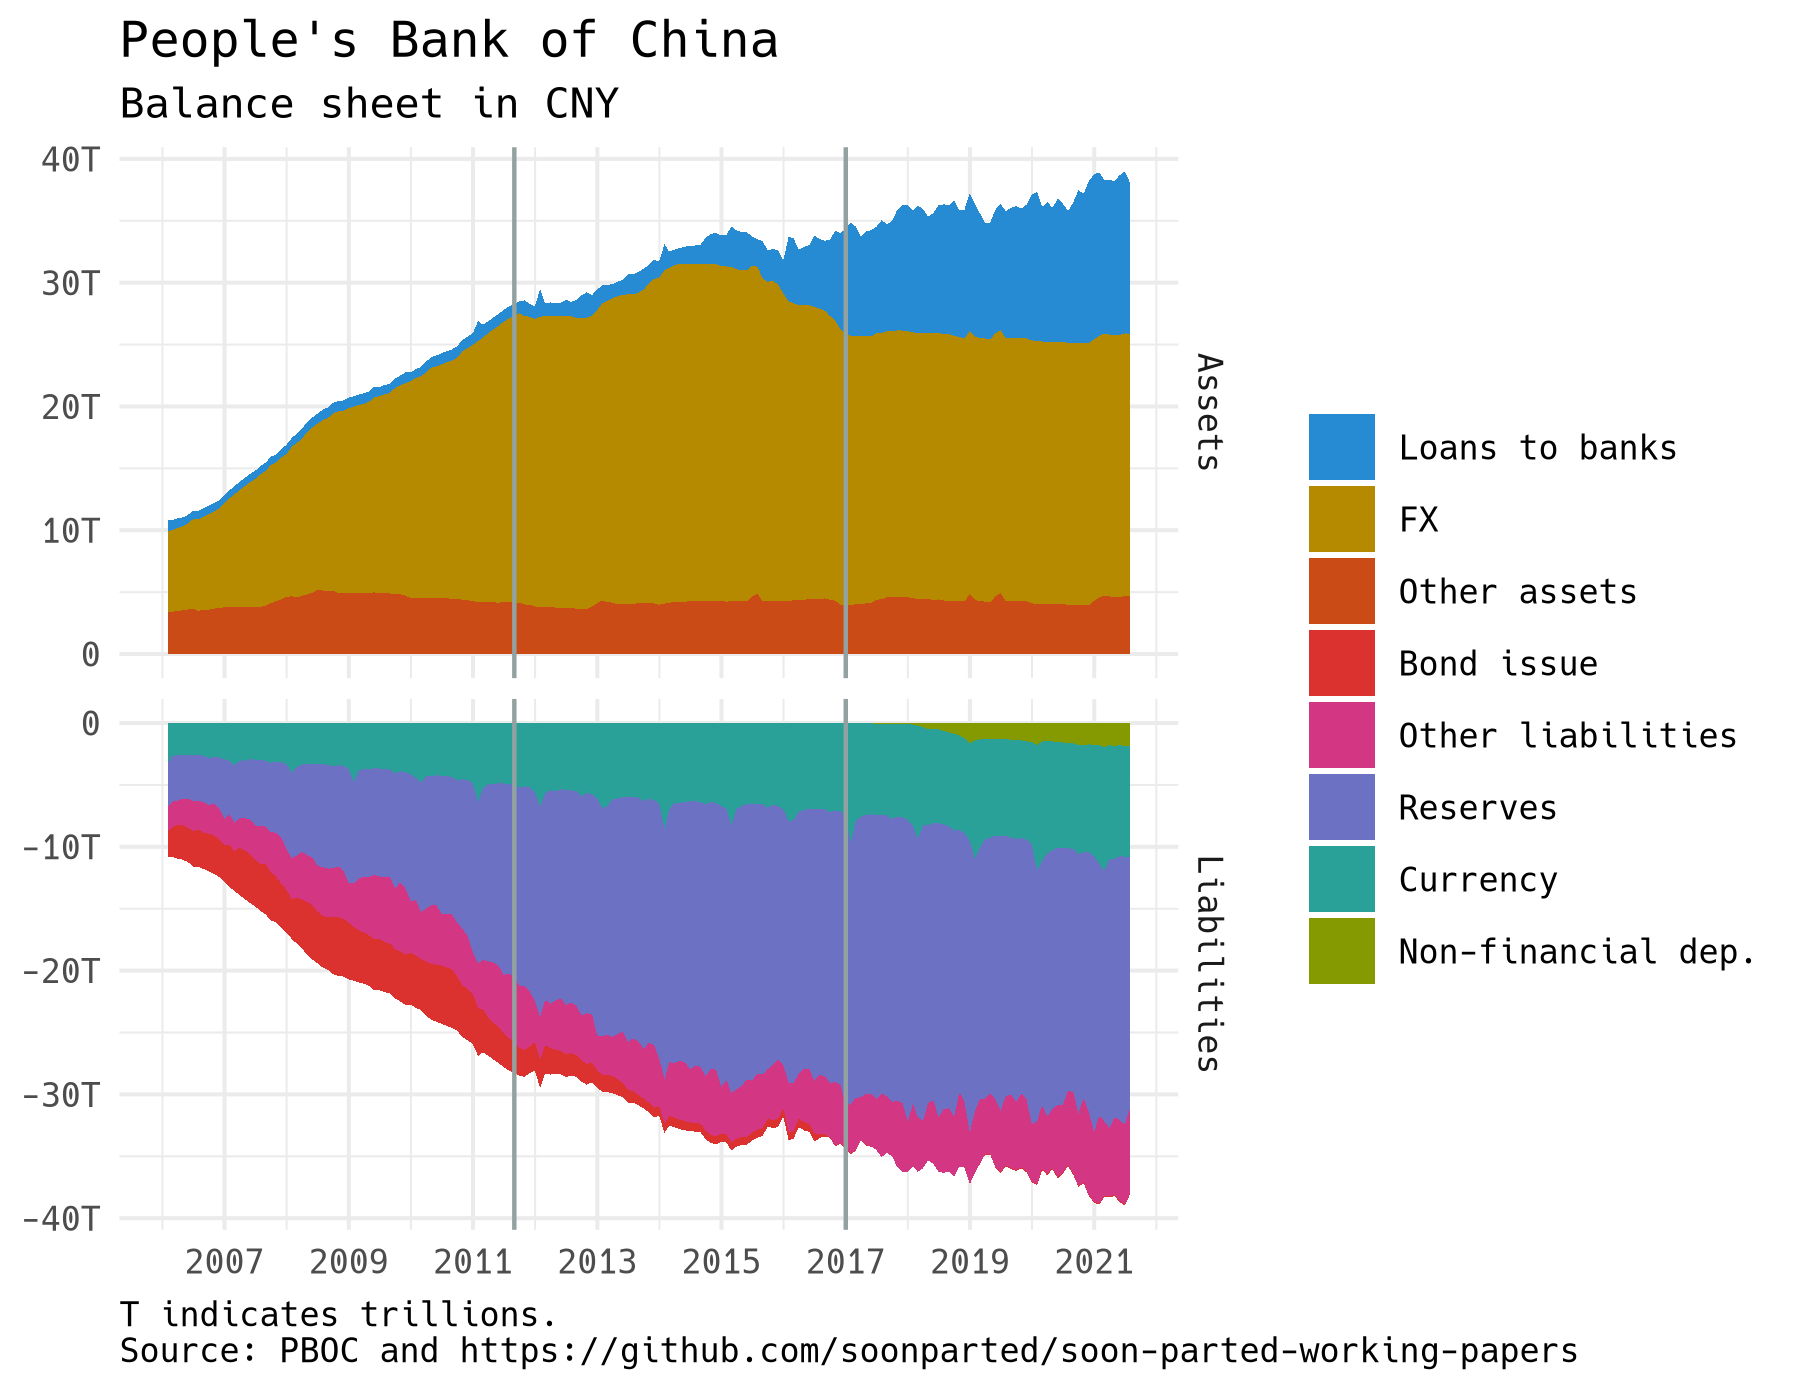 People's Bank of China
Balance sheet in CNY
40T
30T
20T
10T
0
Assets
0
-10T
-20T
-30T
-40T
Liabilities
2007 2009 2011 2013 2015 2017 2019 2021
Loans to banks
FX
Other assets
Bond issue
Other liabilities
Reserves
Currency
Non-financial dep.
T indicates trillions.
Source: PBOC and https://github.com/soonparted/soon-parted-working-papers